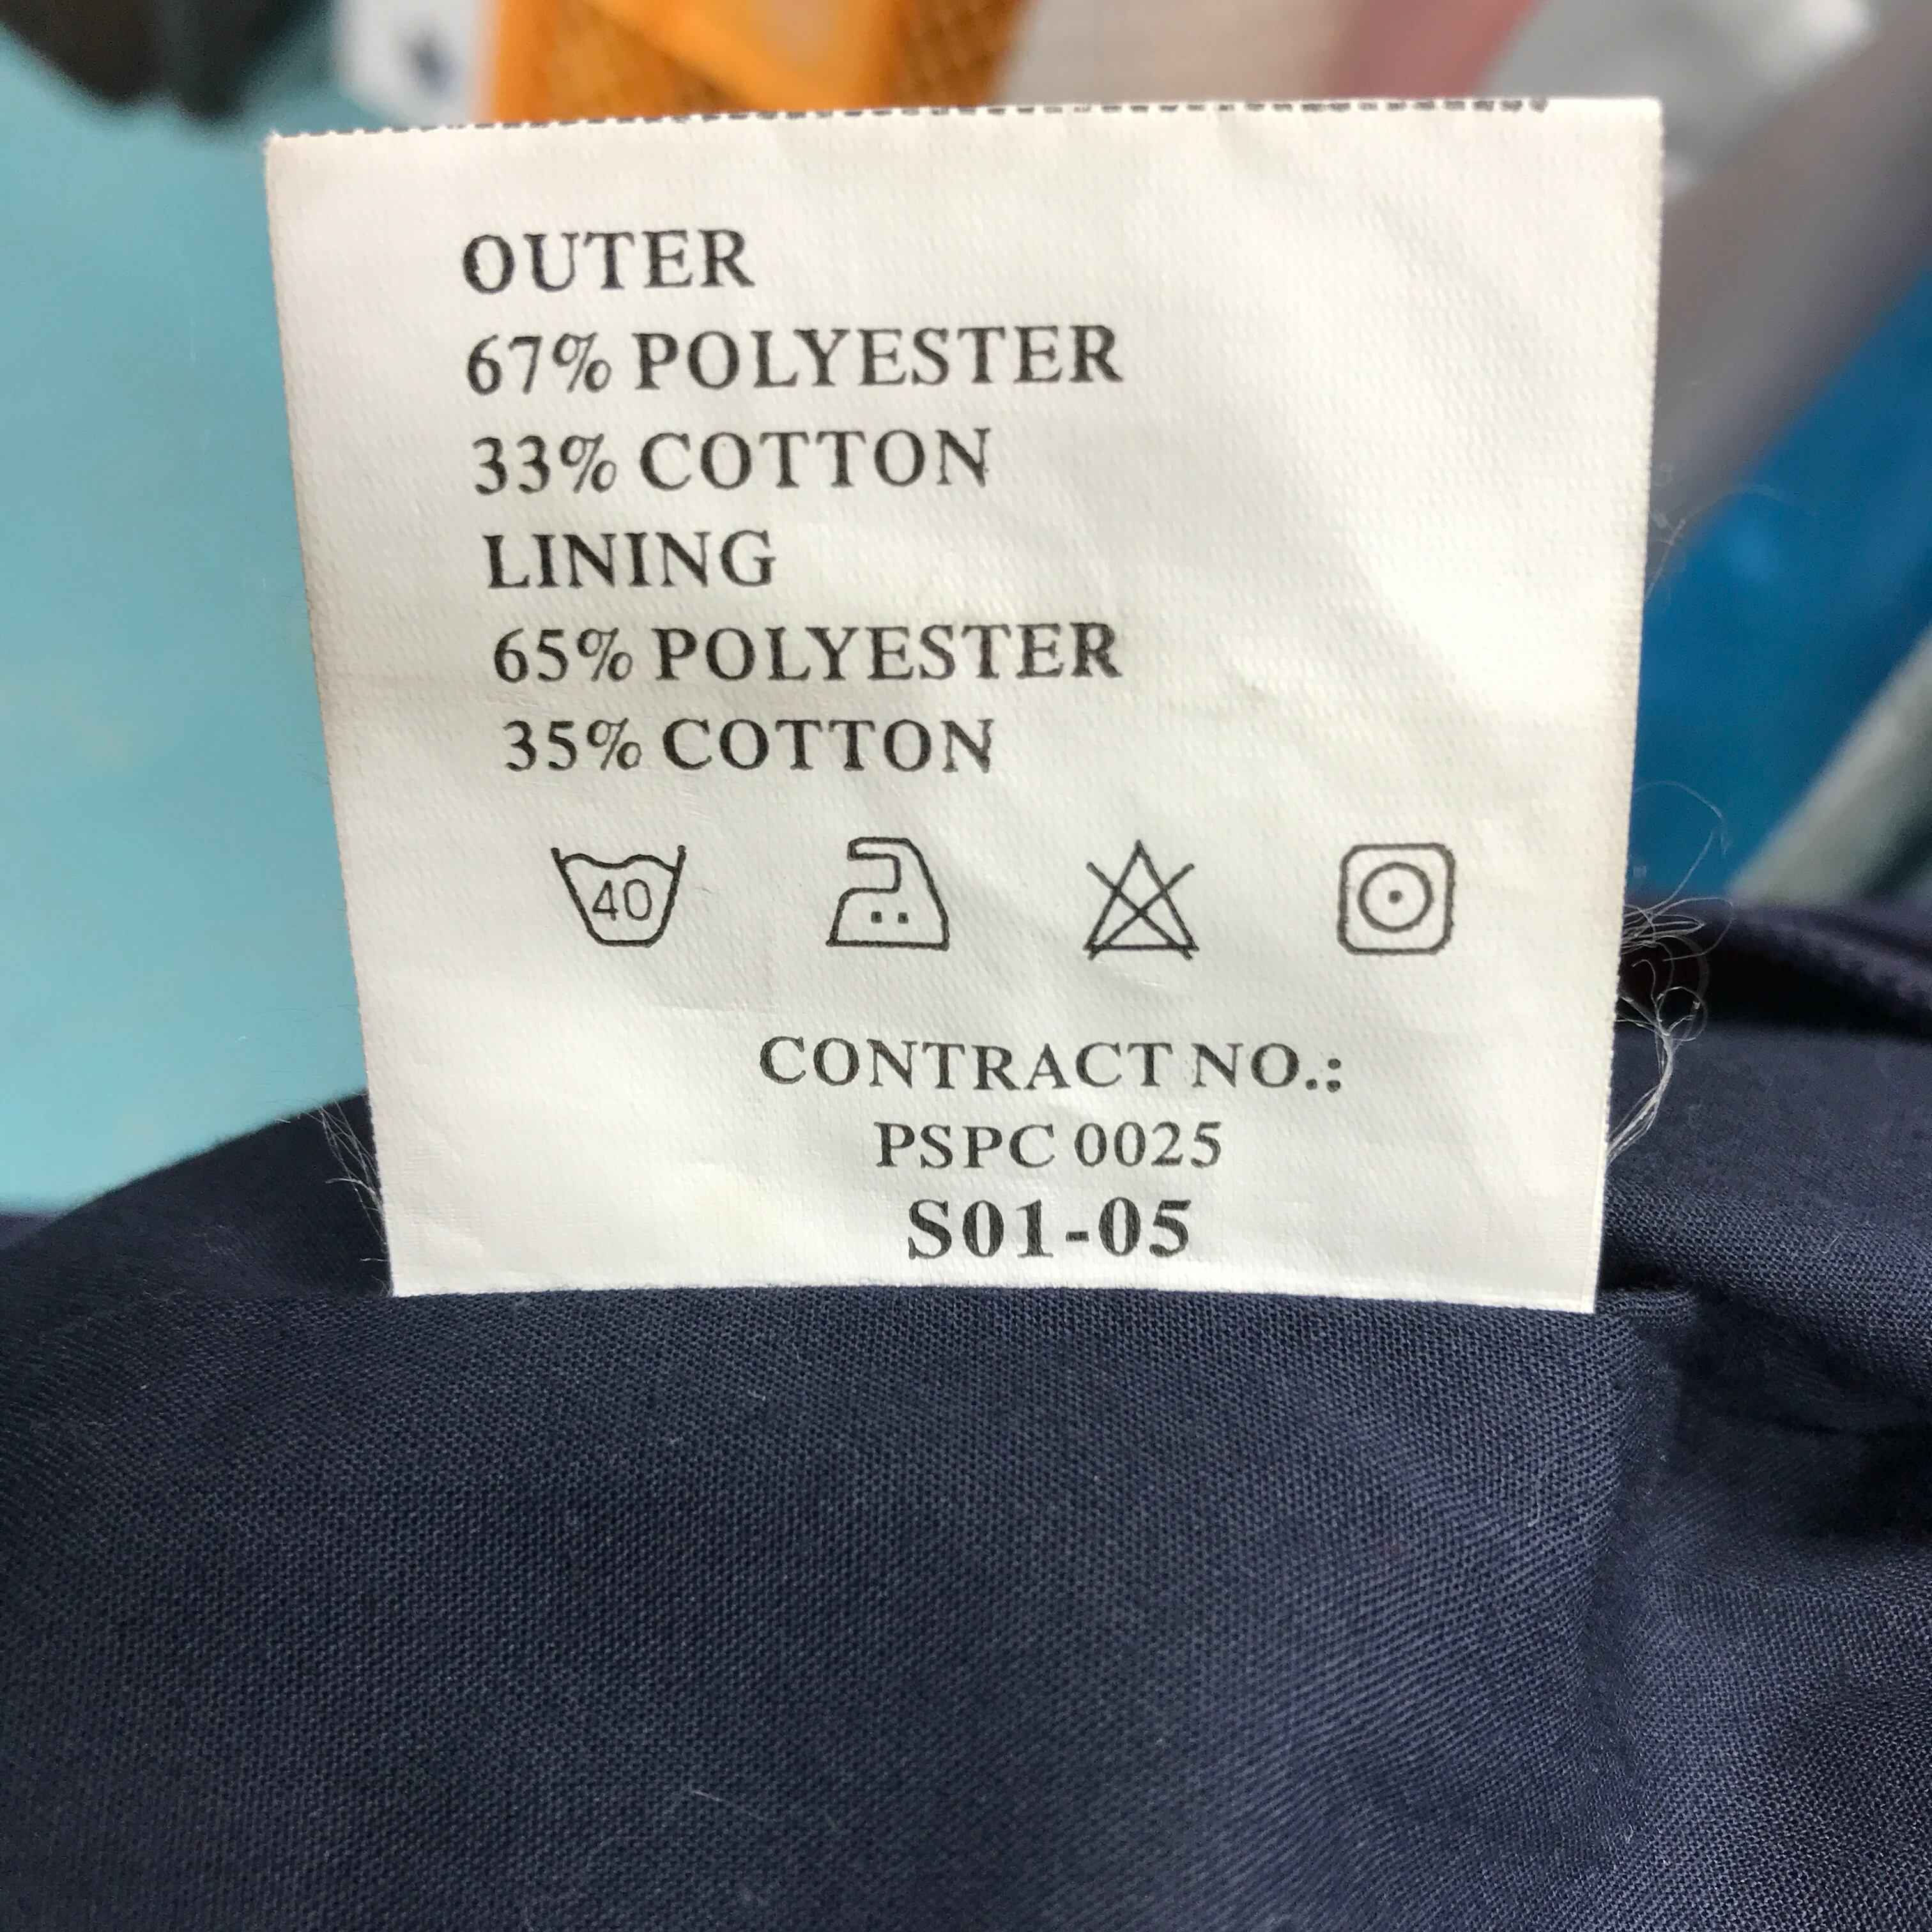 OUTER
67% POLYESTER
33% COTTON
LINING
65% POLYESTER
35% COTTON
40
CONTRACT NO.:
PSPC 0025
S01-05